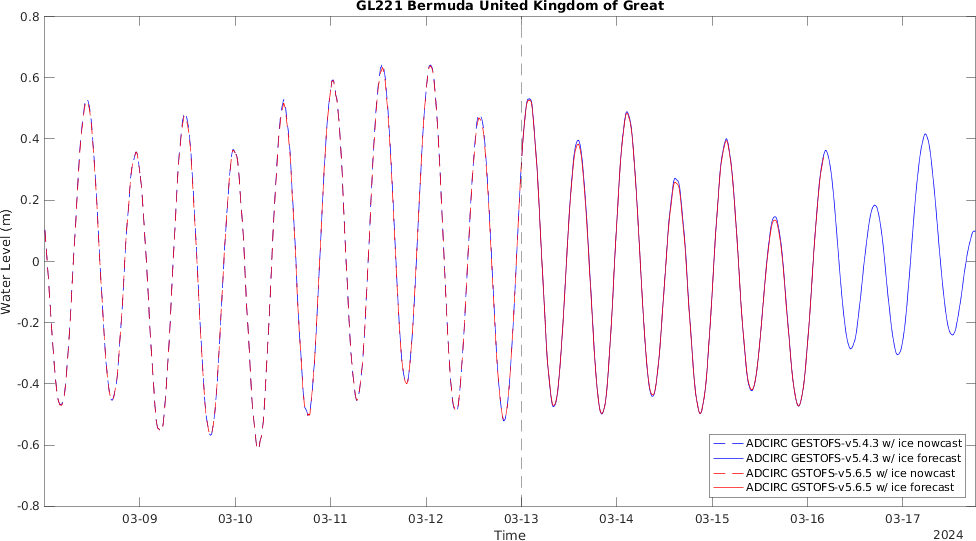 GL221 Bermuda United Kingdom of Great
0.8
0.6
0.4
0.2
0
-0.2
-0.4
-0.6
-0.8
Water Level (m)
ADCIRC GESTOFS-v5.4.3 w/ ice nowcast
ADCIRC GESTOFS-v5.4.3 w/ ice forecast
ADCIRC GSTOFS-v5.6.5 w/ ice nowcast
ADCIRC GSTOFS-v5.6.5 w/ ice forecast
03-09 03-10 03-11 03-12 03-13 03-14 03-15 03-16 03-17
Time
2024